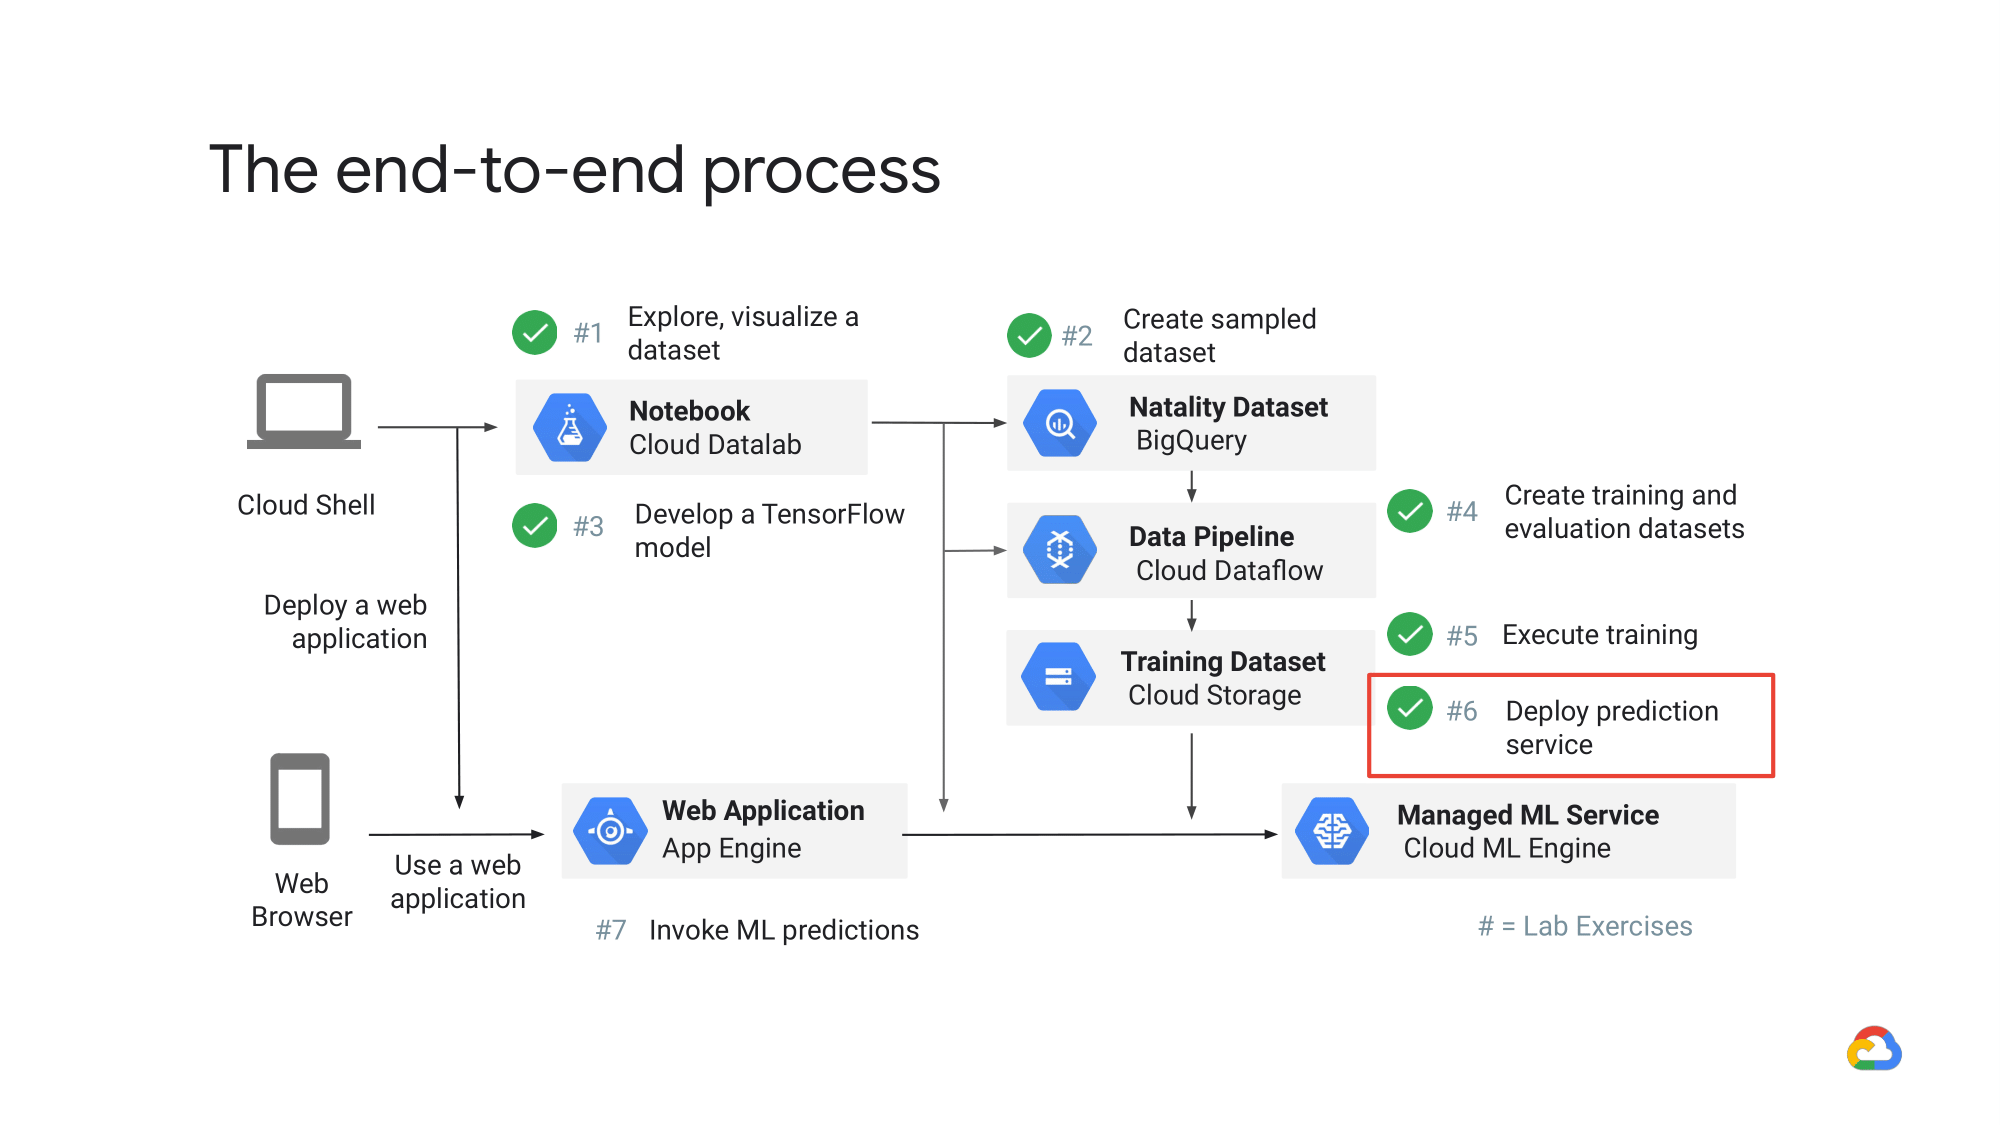 The end-to-end process
#1 Explore, visualize a
dataset
#2 Create sampled
dataset
Notebook
Cloud Datalab
Natality Dataset
BigQuery
Cloud Shell
#3 Develop a TensorFlow
model
#4 Create training and
evaluation datasets
Data Pipeline
Cloud Dataflow
Deploy a web
application
#5 Execute training
Training Dataset
Cloud Storage
#6 Deploy prediction
service
Web Application
App Engine
Managed ML Service
Cloud ML Engine
Use a web
application
Web
Browser
#7 Invoke ML predictions
# = Lab Exercises